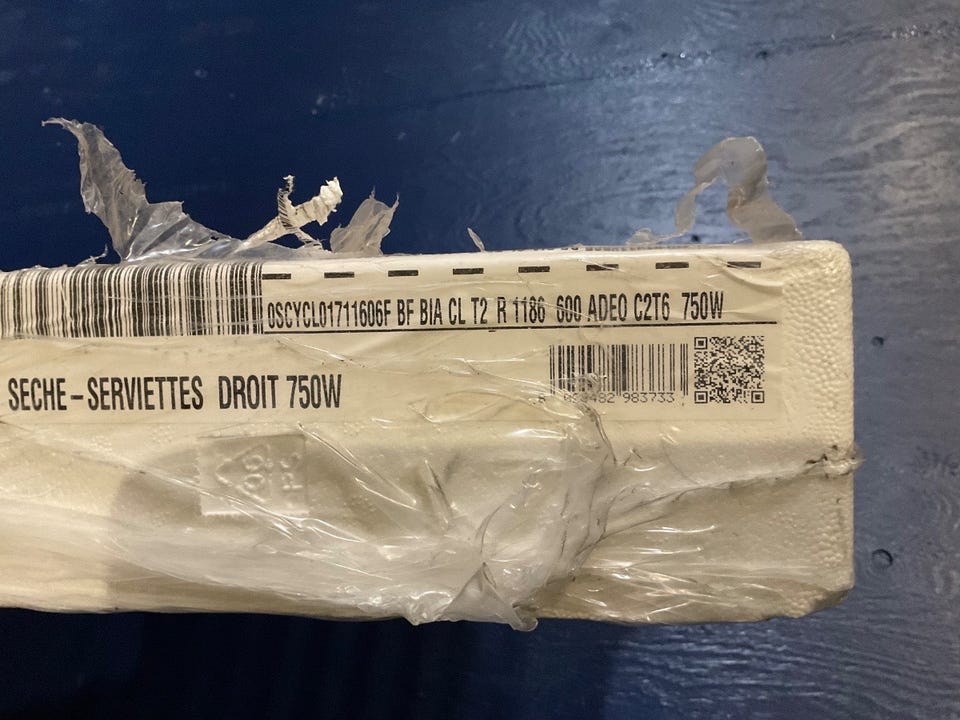 0SCYCL01711606F BF BIA CL T2 R 1186 600 ADEO C2T6 750W
SECHE-SERVIETTES DROIT 750W
983733